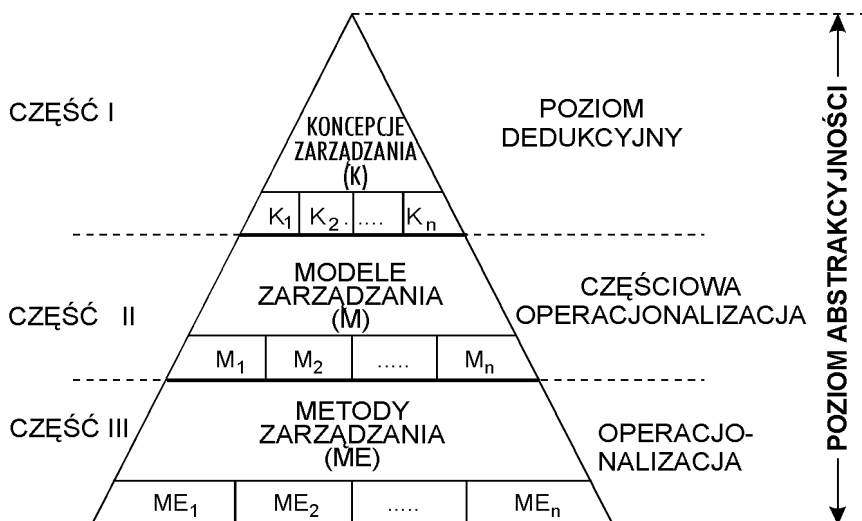 CZĘŚĆ I
KONCEPCJE
ZARZĄDZANIA
(K)
POZIOM
DEDUKCYJNY
K1 K2 ..... Kn
CZĘŚĆ II
MODELE
ZARZĄDZANIA
(M)
CZĘŚCIOWA
OPERACJONALIZACJA
M1 M2 ..... Mn
CZĘŚĆ III
METODY
ZARZĄDZANIA
(ME)
OPERACJO-
NALIZACJA
ME1 ME2 ..... MEn
POZIOM ABSTRAKCYJNOŚCI